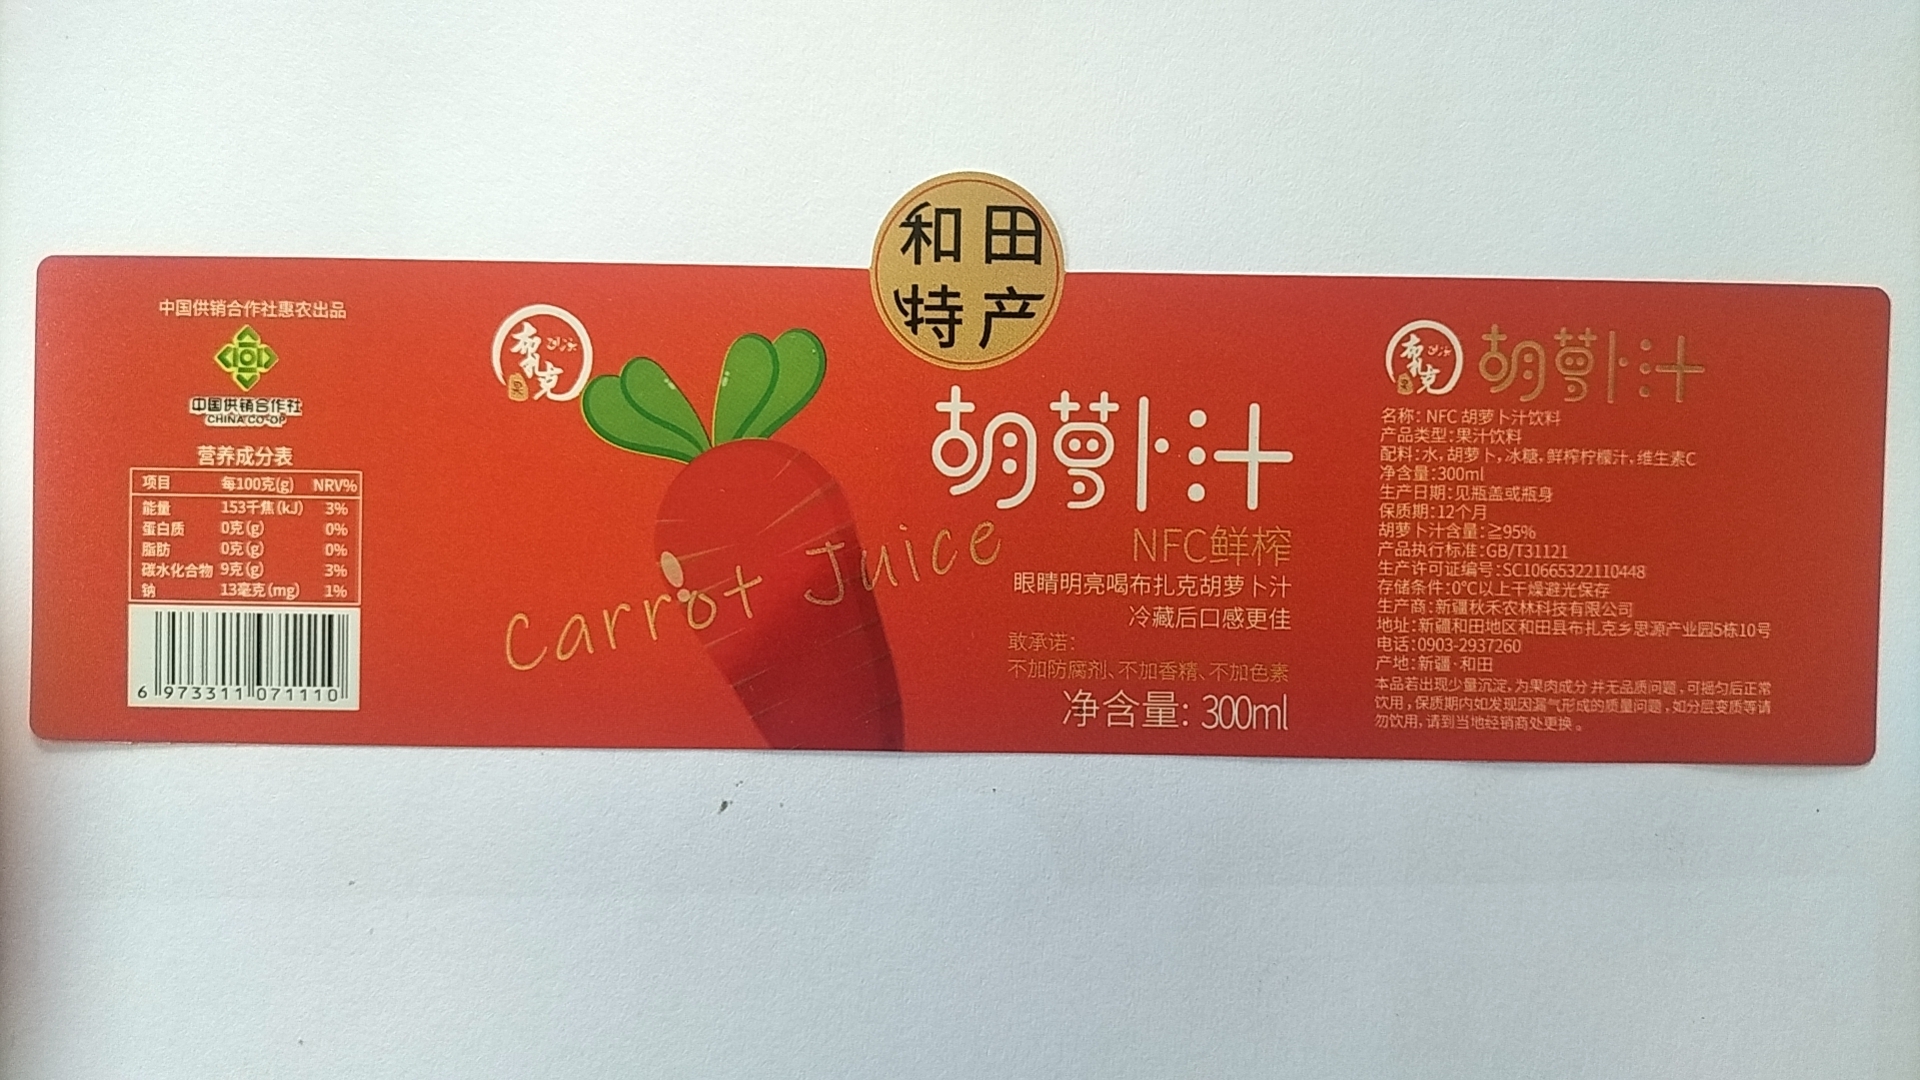 和田
特产
中国供销合作社惠农出品
中国供销合作社
CHINA CO-OP
营养成分表
项目 每100克(g) NRV%
能量 153千焦(kJ) 3%
蛋白质 0克(g) 0%
脂肪 0克(g) 0%
碳水化合物 9克(g) 3%
钠 13毫克(mg) 1%
6 973311 071110
布扎克
Carrot Juice
胡萝卜汁
NFC鲜榨
眼睛明亮喝布扎克胡萝卜汁
冷藏后口感更佳
敢承诺:
不加防腐剂、不加香精、不加色素
净含量: 300ml
布扎克
胡萝卜汁
名称: NFC 胡萝卜汁饮料
产品类型:果汁饮料
配料:水,胡萝卜,冰糖,鲜榨柠檬汁,维生素C
净含量:300ml
生产日期:见瓶盖或瓶身
保质期:12个月
胡萝卜汁含量:≧95%
产品执行标准:GB/T31121
生产许可证编号:SC10665322110448
存储条件:0℃以上干燥避光保存
生产商:新疆秋禾农林科技有限公司
地址:新疆和田地区和田县布扎克乡思源产业园5栋10号
电话:0903-2937260
产地:新疆·和田
本品若出现少量沉淀,为果肉成分 并无品质问题,可摇匀后正常
饮用,保质期内如发现因漏气形成的质量问题,如分层变质等请
勿饮用,请到当地经销商处更换。